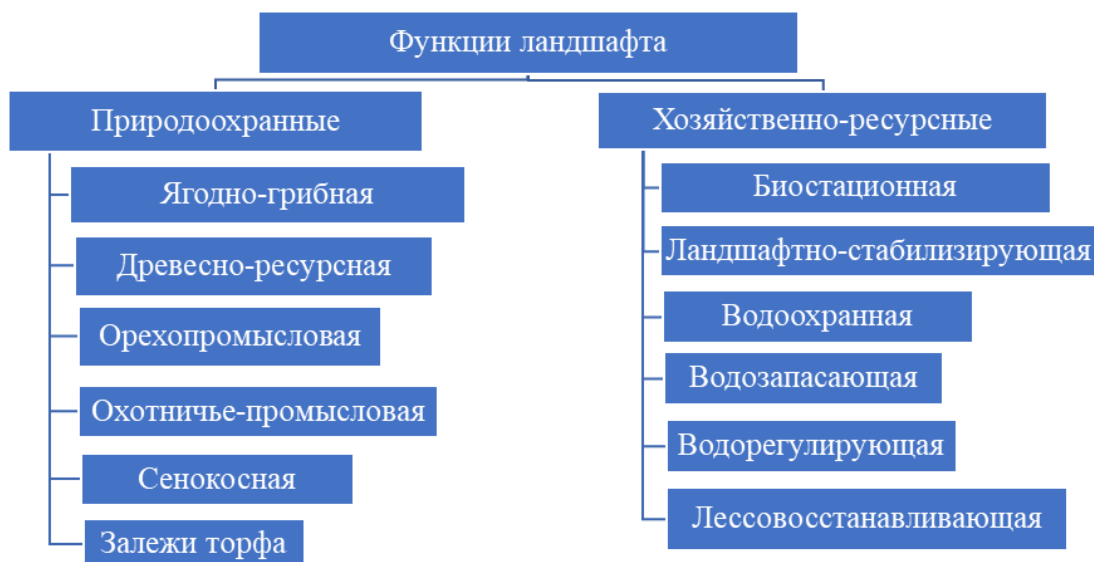 Функции ландшафта
Природоохранные
Ягодно-грибная
Древесно-ресурсная
Орехопромысловая
Охотничье-промысловая
Сенокосная
Залежи торфа
Хозяйственно-ресурсные
Биостационная
Ландшафтно-стабилизирующая
Водоохранная
Водозапасающая
Водорегулирующая
Лессовосстанавливающая